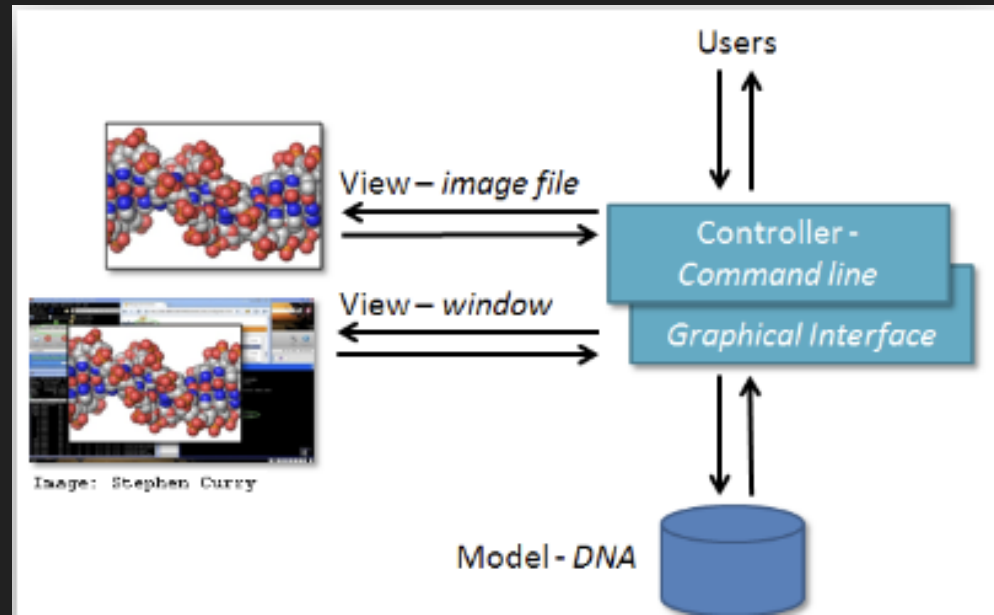 Users
View – image file
Controller -
Command line
View – window
Graphical Interface
Image: Stephen Curry
Model - DNA